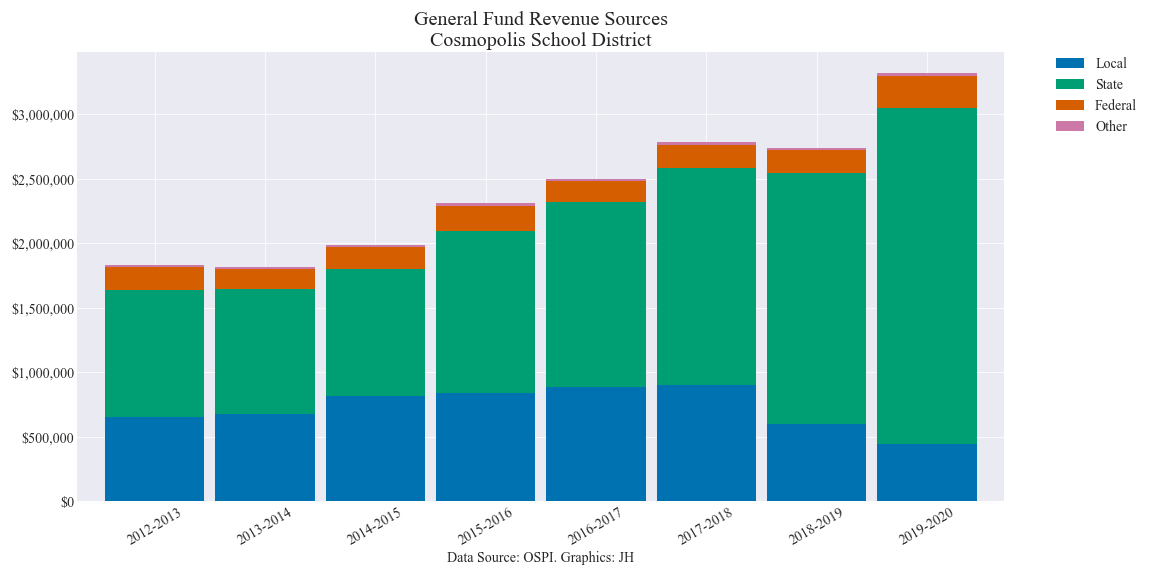 General Fund Revenue Sources
Cosmopolis School District
Local
State
Federal
Other
$3,000,000
$2,500,000
$2,000,000
$1,500,000
$1,000,000
$500,000
$0
2012-2013
2013-2014
2014-2015
2015-2016
2016-2017
2017-2018
2018-2019
2019-2020
Data Source: OSPI. Graphics: JH